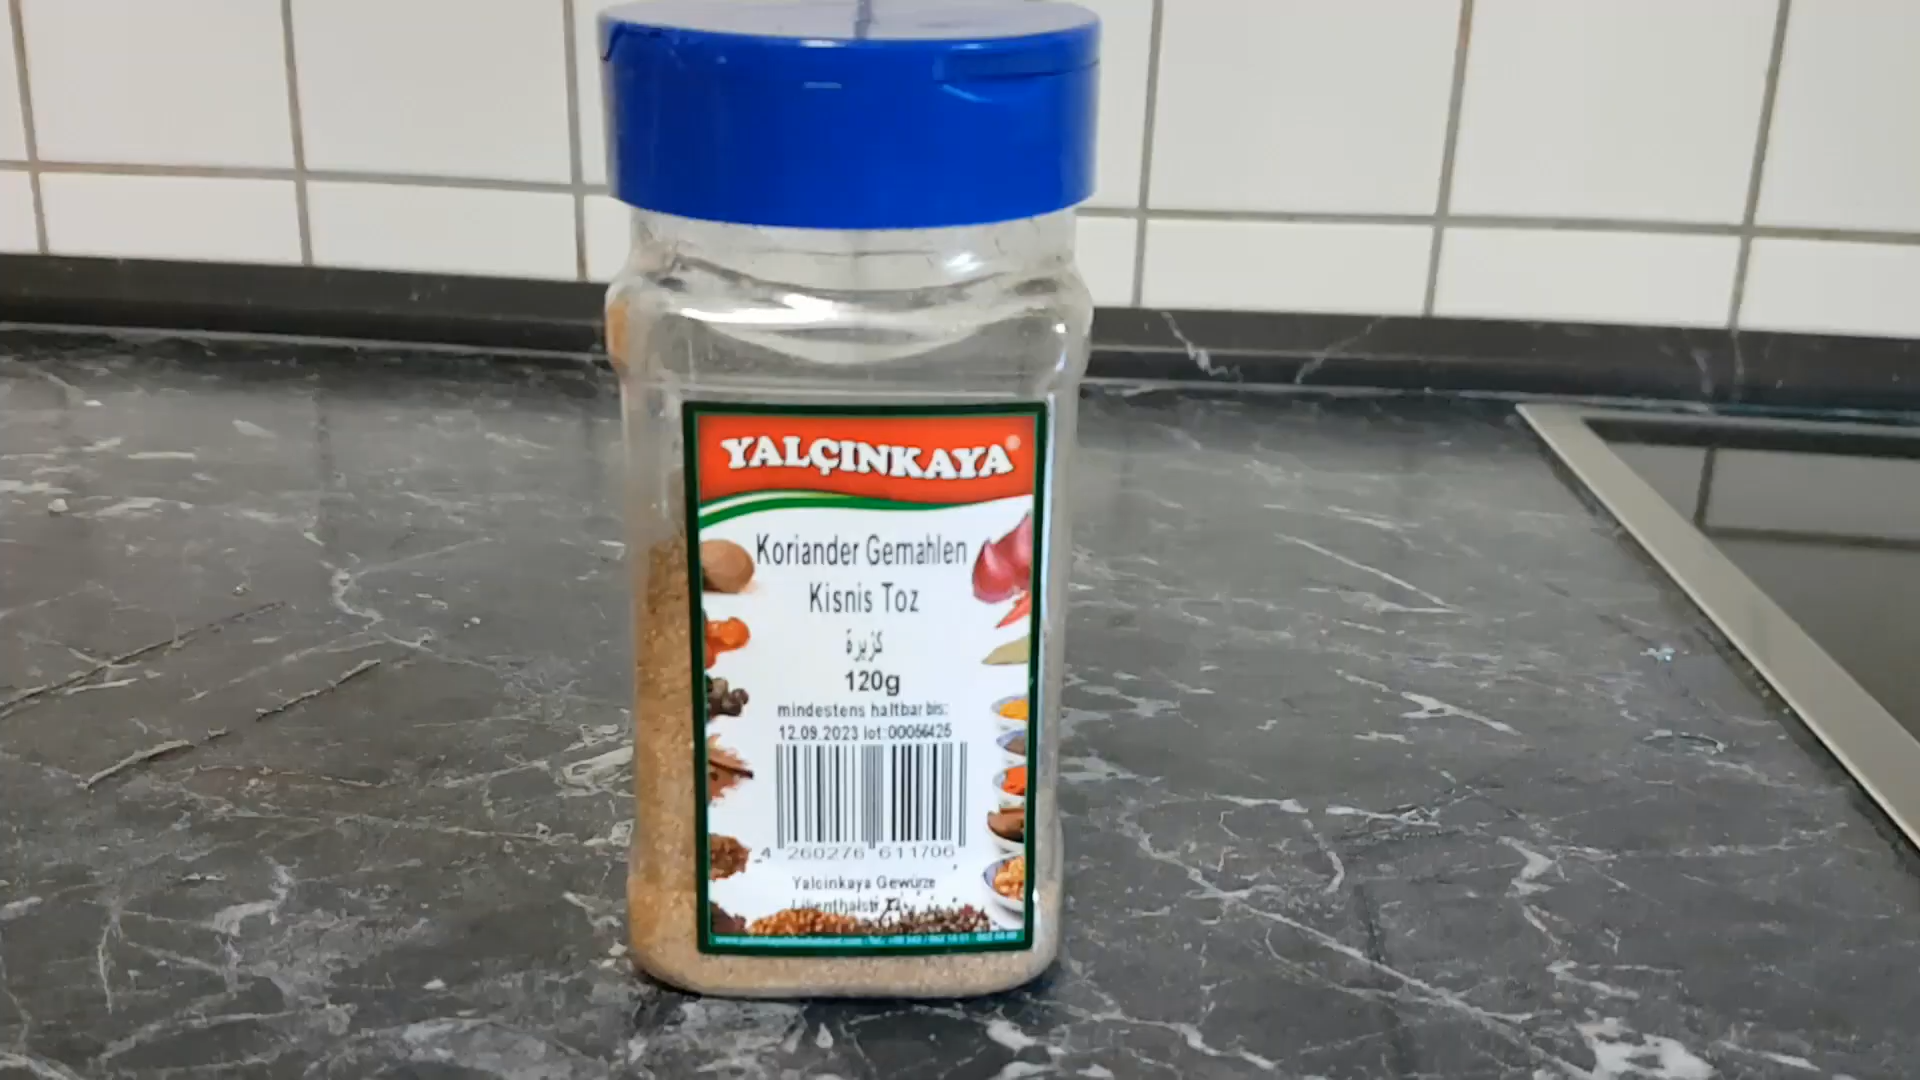 YALÇINKAYA®
Koriander Gemahlen
Kisnis Toz
كزبرة
120g
mindestens haltbar bis:
12.09.2023 lot:00056425
4 260276 611706
Yalcinkaya Gewürze
Lilienthalstr.